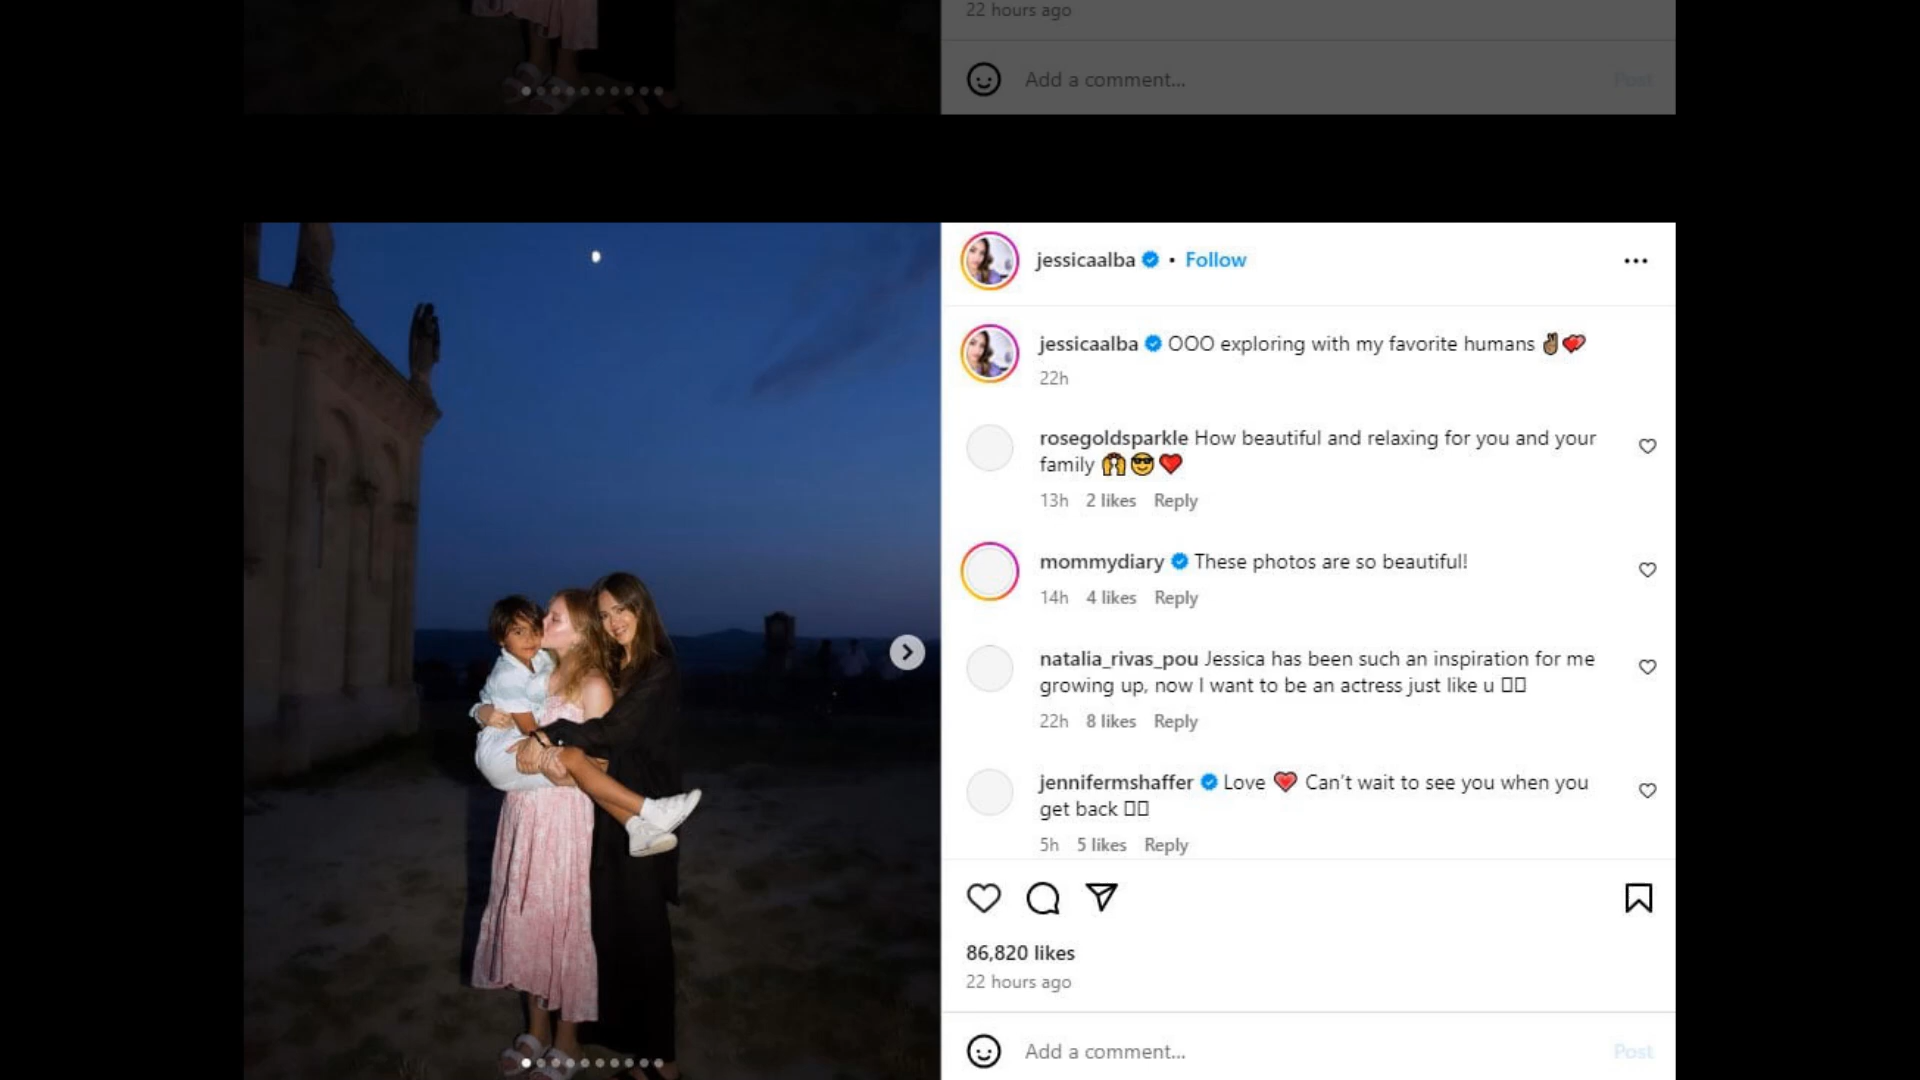 22 hours ago
Add a comment...
Post
jessicaalba • Follow
jessicaalba OOO exploring with my favorite humans ✌🏾💕
22h
rosegoldsparkle How beautiful and relaxing for you and your
family 🙌😎❤️
13h 2 likes Reply
mommydiary These photos are so beautiful!
14h 4 likes Reply
natalia_rivas_pou Jessica has been such an inspiration for me
growing up, now I want to be an actress just like u
22h 8 likes Reply
jennifermshaffer Love ❤️ Can't wait to see you when you
get back
5h 5 likes Reply
86,820 likes
22 hours ago
Add a comment...
Post